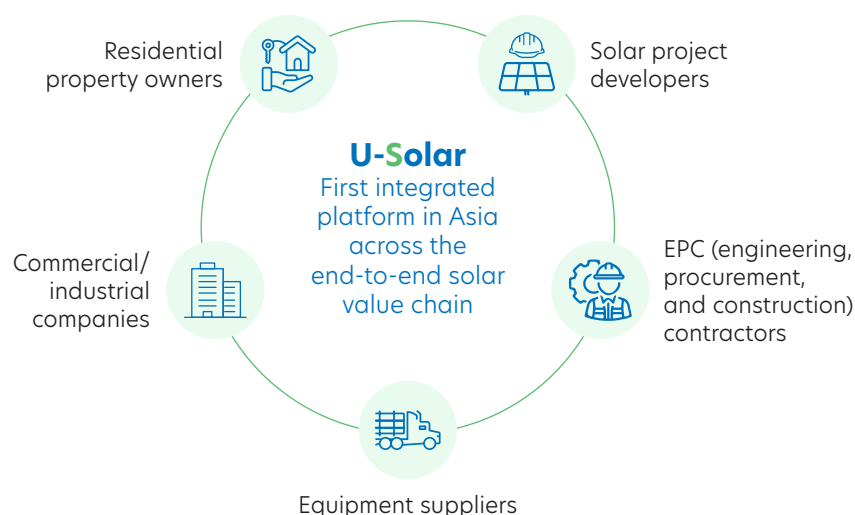 Residential
property owners
Solar project
developers
U-Solar
First integrated
platform in Asia
across the
end-to-end solar
value chain
Commercial/
industrial
companies
EPC (engineering,
procurement,
and construction)
contractors
Equipment suppliers